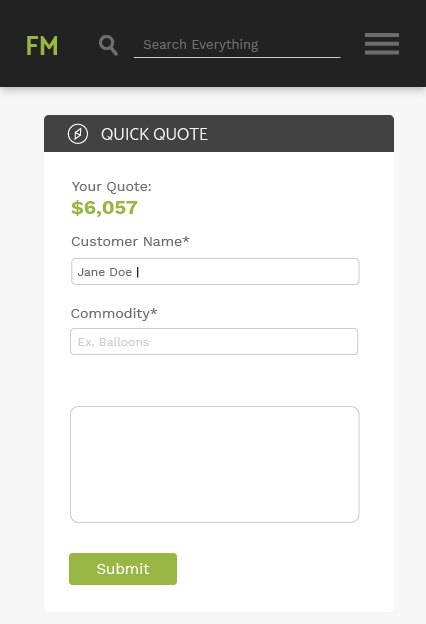 FM
Search Everything
QUICK QUOTE
Your Quote:
$6,057
Customer Name*
Jane Doe
Commodity*
Ex. Balloons
Submit